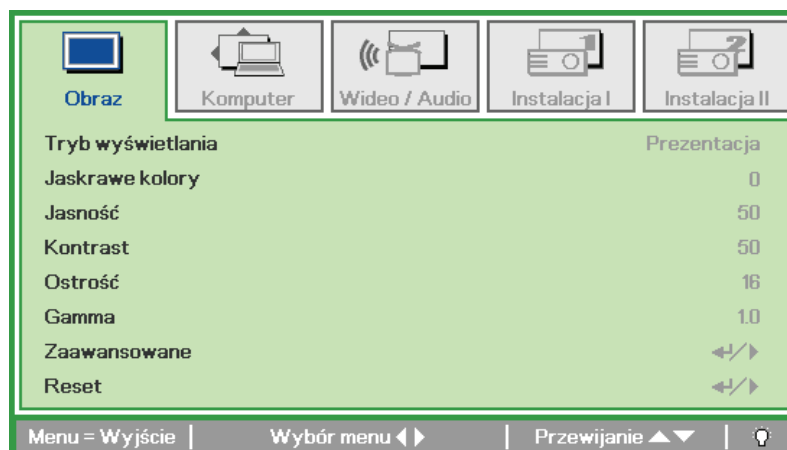 Obraz
Komputer
Wideo / Audio
Instalacja I
Instalacja II
Tryb wyświetlania Prezentacja
Jaskrawe kolory 0
Jasność 50
Kontrast 50
Ostrość 16
Gamma 1.0
Zaawansowane ↵/▶
Reset ↵/▶
Menu = Wyjście | Wybór menu ◀▶ | Przewijanie ▲▼ |